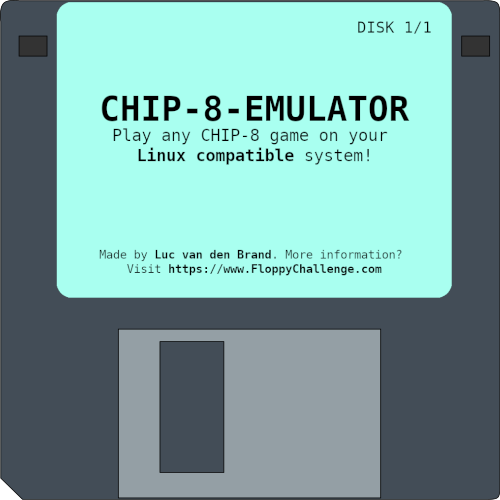 DISK 1/1
CHIP-8-EMULATOR
Play any CHIP-8 game on your
Linux compatible system!
Made by Luc van den Brand. More information?
Visit https://www.FloppyChallenge.com